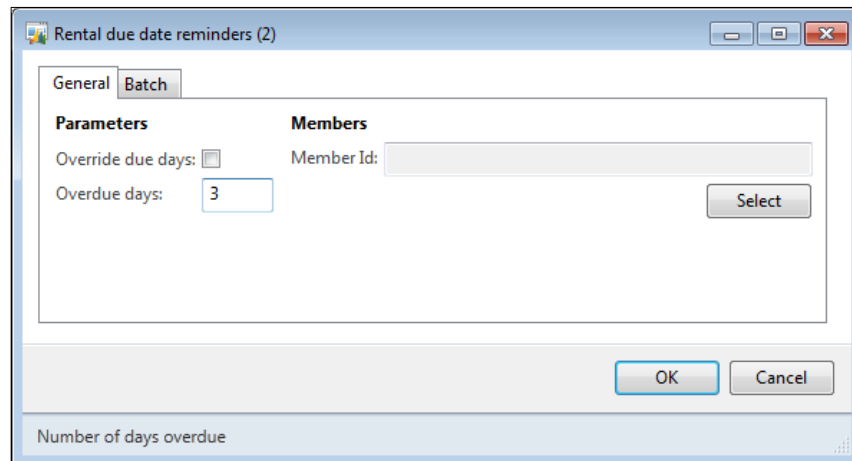 Rental due date reminders (2)
General Batch
Parameters Members
Override due days: Member Id:
Overdue days: 3
Select
OK Cancel
Number of days overdue